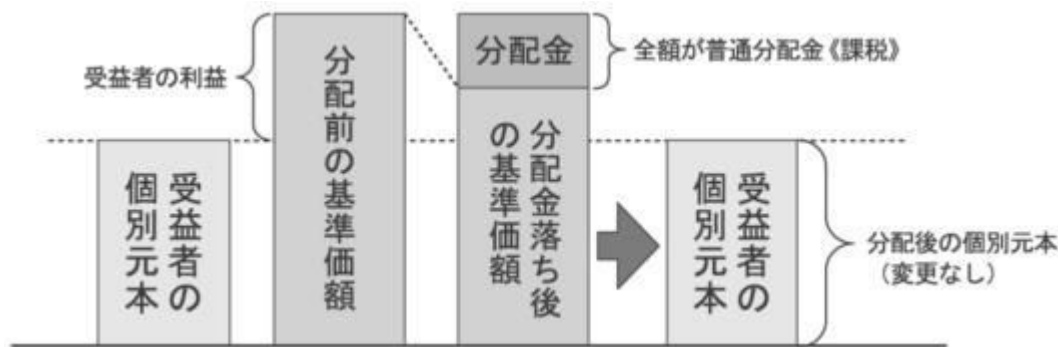 受益者の利益
受益者の
個別元本
分配前の基準価額
分配金
分配金落ち後
の基準価額
全額が普通分配金《課税》
受益者の
個別元本
分配後の個別元本
（変更なし）